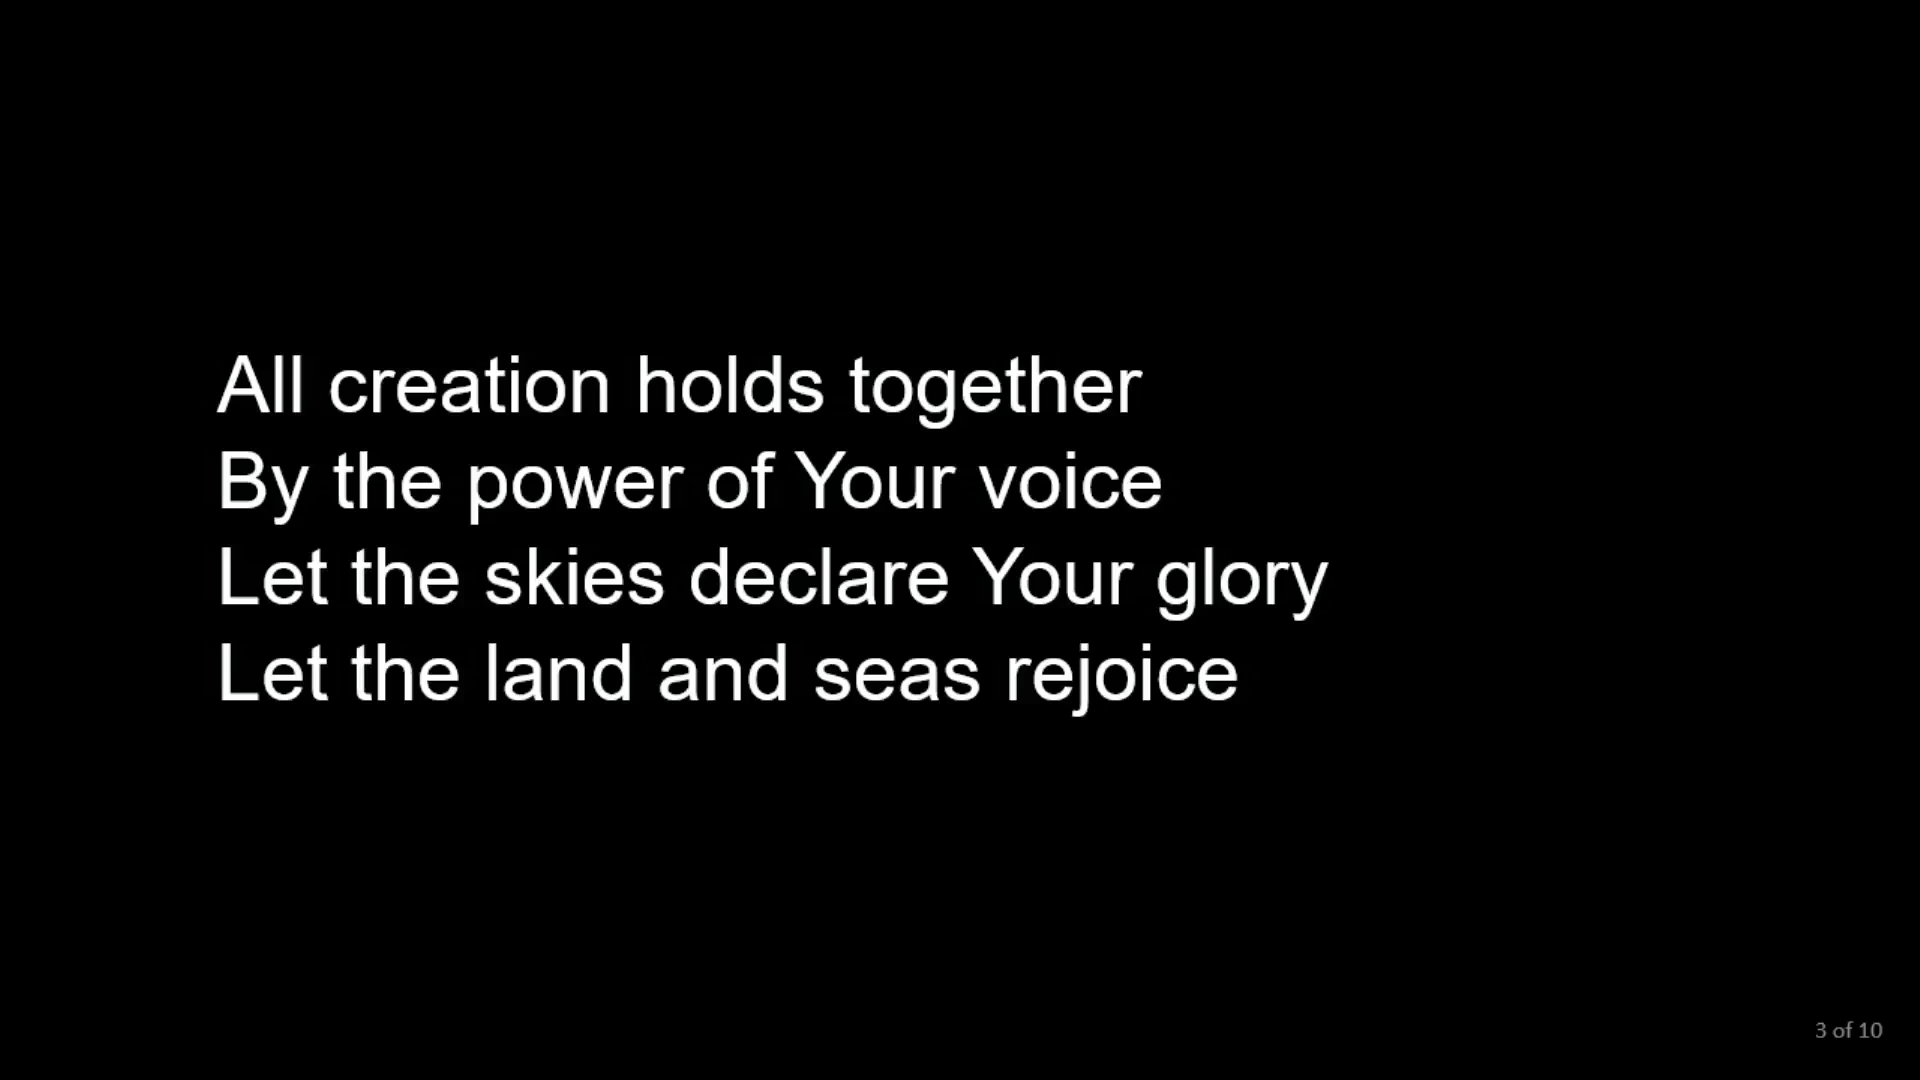 All creation holds together
By the power of Your voice
Let the skies declare Your glory
Let the land and seas rejoice
3 of 10